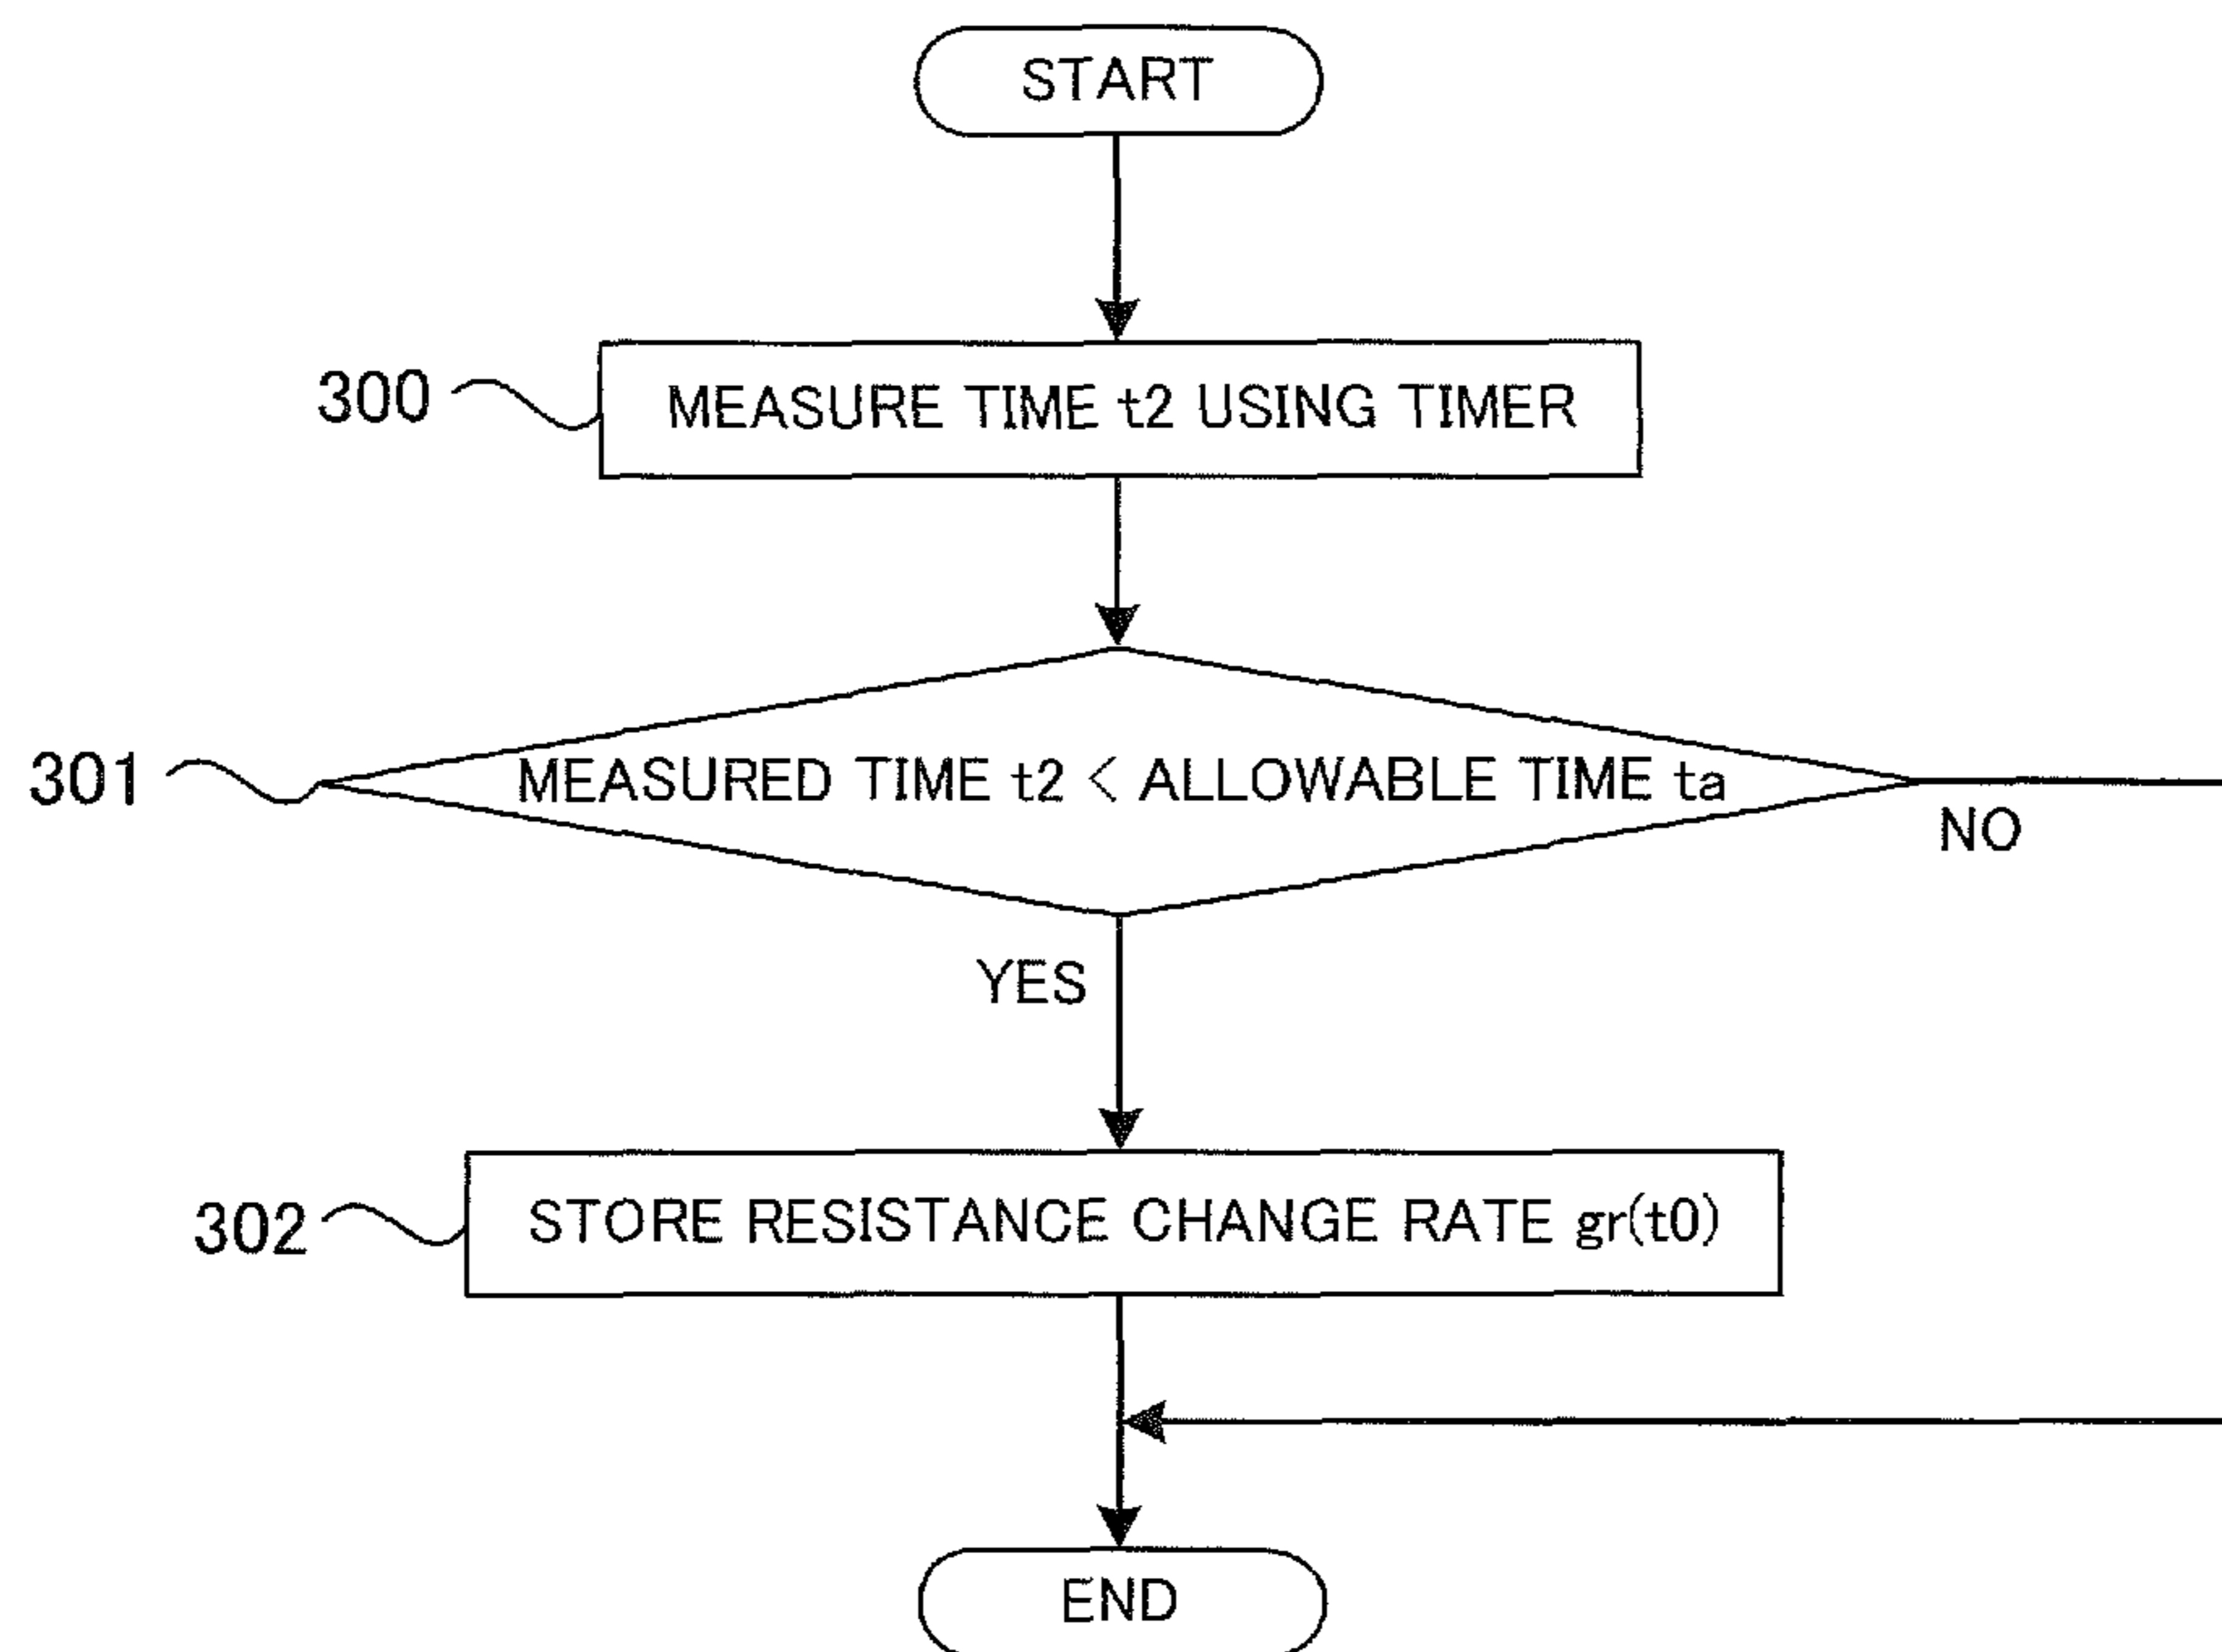 START
300
MEASURE TIME t2 USING TIMER
301
MEASURED TIME t2 < ALLOWABLE TIME ta
NO
YES
302
STORE RESISTANCE CHANGE RATE gr(t0)
END